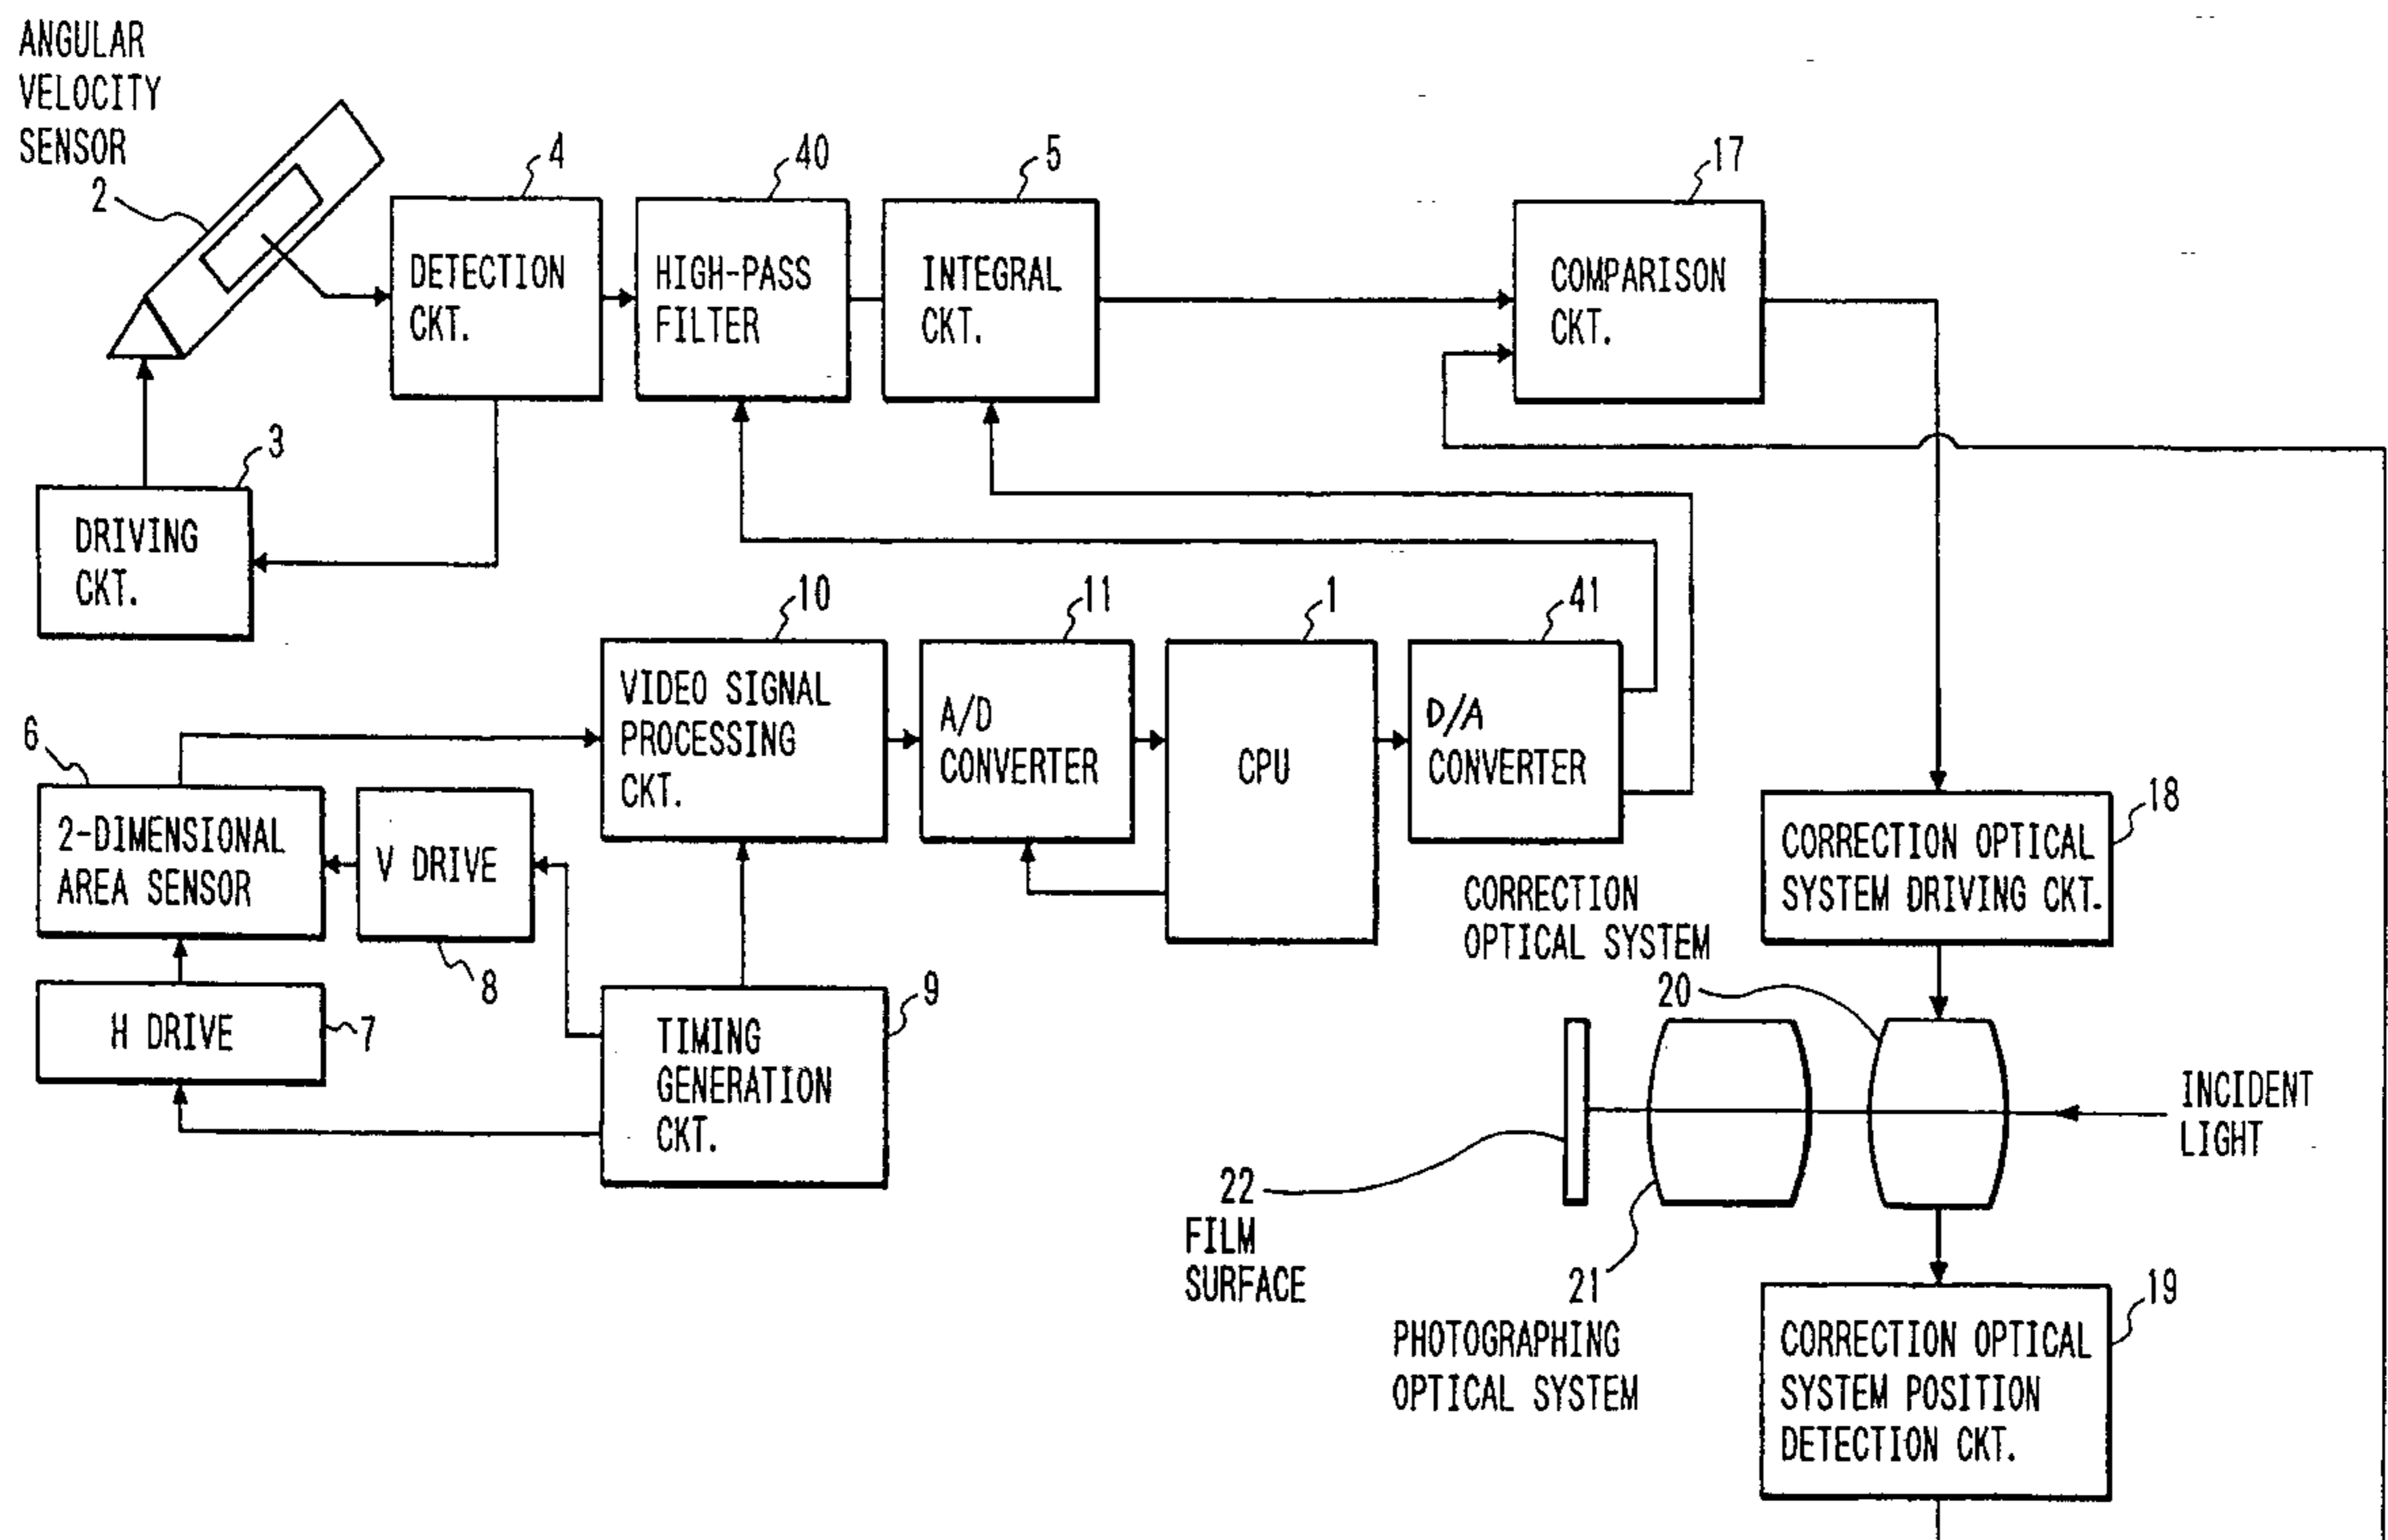 ANGULAR
VELOCITY
SENSOR
2
4
40
5
17
DETECTION
CKT.
HIGH-PASS
FILTER
INTEGRAL
CKT.
COMPARISON
CKT.
3
DRIVING
CKT.
10
11
1
41
VIDEO SIGNAL
PROCESSING
CKT.
A/D
CONVERTER
CPU
D/A
CONVERTER
6
2-DIMENSIONAL
AREA SENSOR
V DRIVE
8
H DRIVE
7
9
TIMING
GENERATION
CKT.
18
CORRECTION OPTICAL
SYSTEM DRIVING CKT.
CORRECTION
OPTICAL SYSTEM
20
INCIDENT
LIGHT
22
FILM
SURFACE
21
PHOTOGRAPHING
OPTICAL SYSTEM
19
CORRECTION OPTICAL
SYSTEM POSITION
DETECTION CKT.